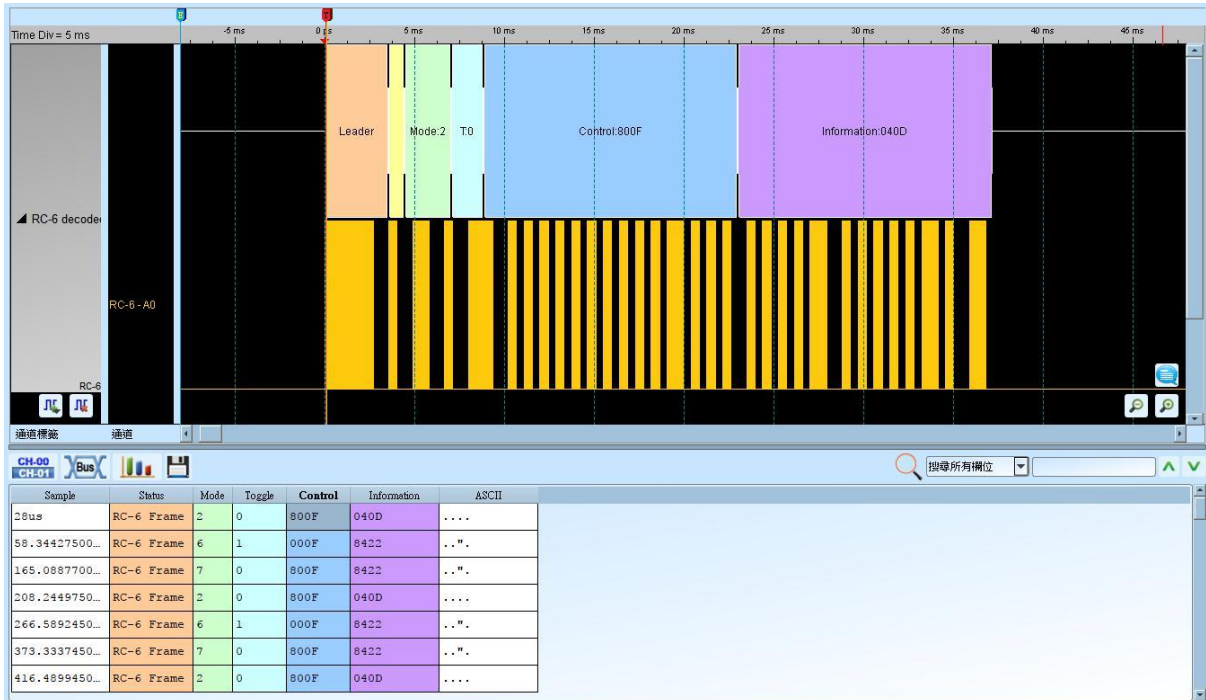 E T
Time Div = 5 ms -5 ms 0 ps 5 ms 10 ms 15 ms 20 ms 25 ms 30 ms 35 ms 40 ms 45 ms
Leader Mode:2 T:0 Control:800F Information:040D
RC-6 decoded
RC-6 - A0
RC-6
通道標籤 通道
CH-00
CH-01 Bus 搜尋所有欄位
Sample Status Mode Toggle Control Information ASCII
28us RC-6 Frame 2 0 800F 040D ....
58.34427500... RC-6 Frame 6 1 000F 8422 ..".
165.0887700... RC-6 Frame 7 0 800F 8422 ..".
208.2449750... RC-6 Frame 2 0 800F 040D ....
266.5892450... RC-6 Frame 6 1 000F 8422 ..".
373.3337450... RC-6 Frame 7 0 800F 8422 ..".
416.4899450... RC-6 Frame 2 0 800F 040D ....